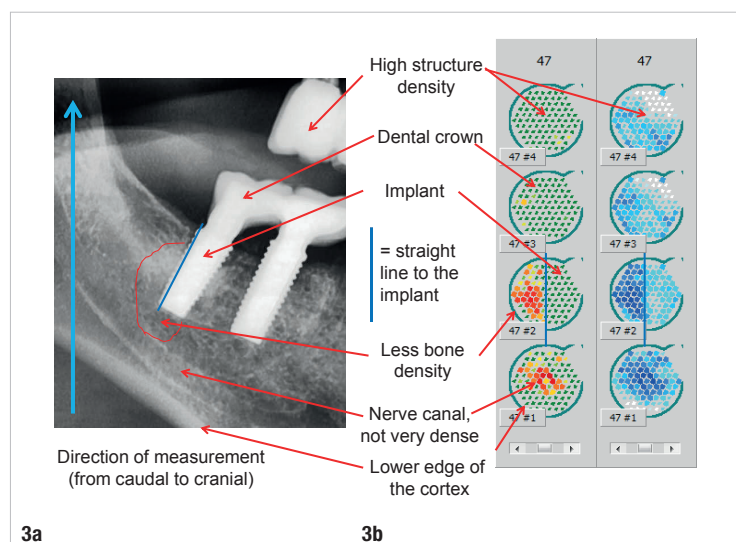 47
47
High structure
density
Dental crown
Implant
= straight
line to the
implant
Less bone
density
Nerve canal,
not very dense
Lower edge of
the cortex
47 #4
47 #4
47 #3
47 #3
47 #2
47 #2
47 #1
47 #1
Direction of measurement
(from caudal to cranial)
3a
3b